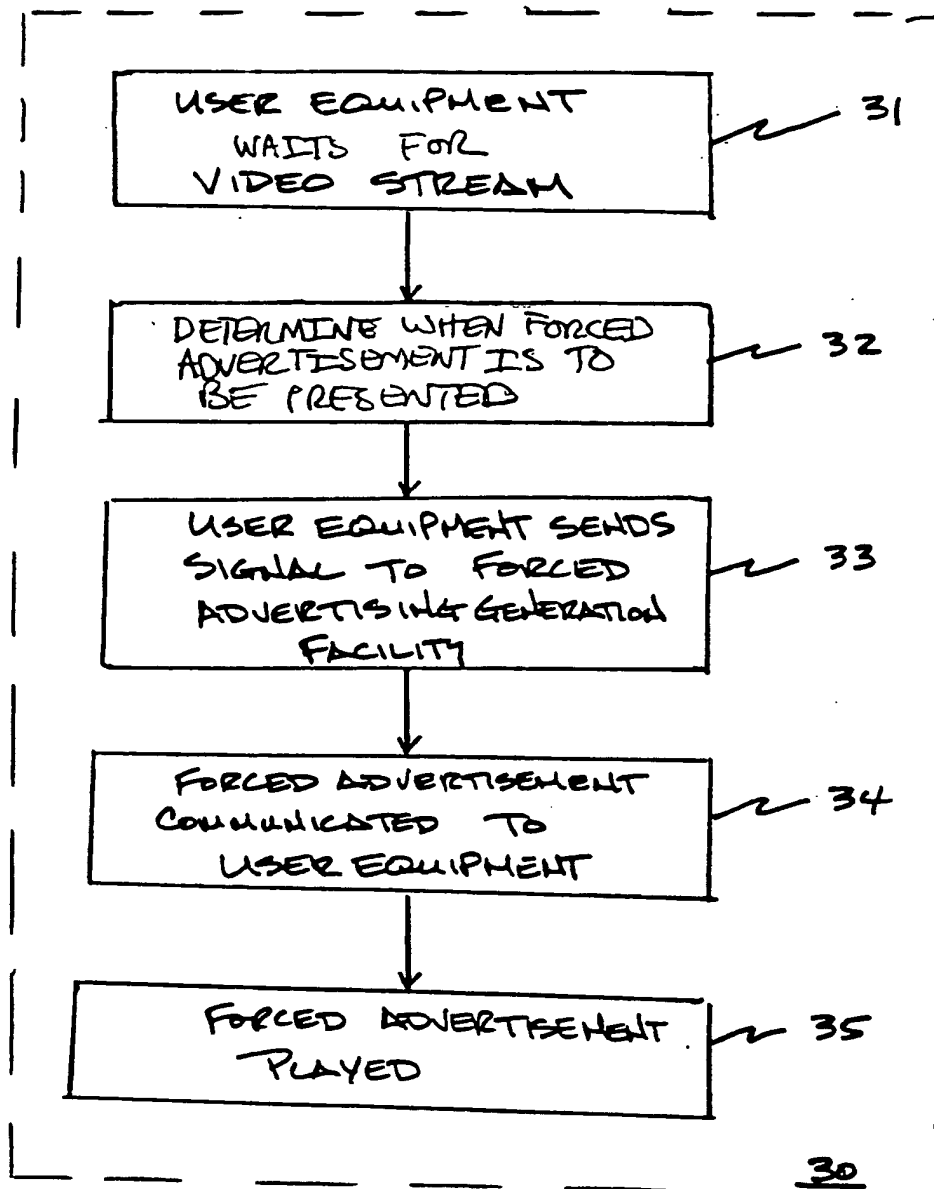 USER EQUIPMENT
WAITS FOR
VIDEO STREAM
31
DETERMINE WHEN FORCED
ADVERTISEMENT IS TO
BE PRESENTED
32
USER EQUIPMENT SENDS
SIGNAL TO FORCED
ADVERTISING GENERATION
FACILITY
33
FORCED ADVERTISEMENT
COMMUNICATED TO
USER EQUIPMENT
34
FORCED ADVERTISEMENT
PLAYED
35
30